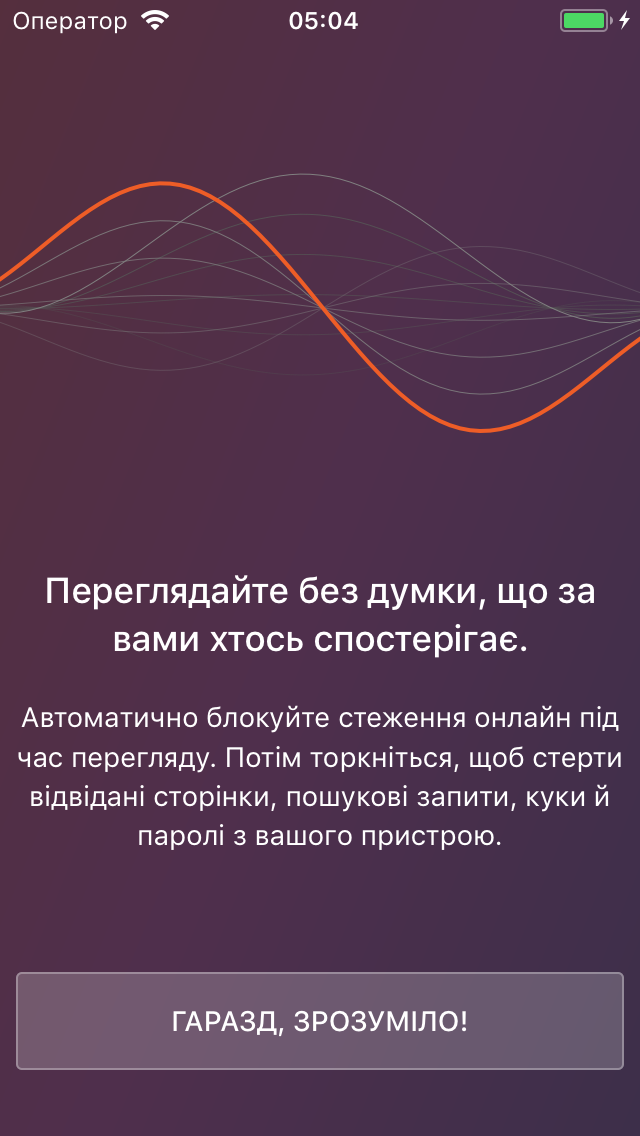 Оператор 05:04
Переглядайте без думки, що за
вами хтось спостерігає.
Автоматично блокуйте стеження онлайн під
час перегляду. Потім торкніться, щоб стерти
відвідані сторінки, пошукові запити, куки й
паролі з вашого пристрою.
ГАРАЗД, ЗРОЗУМІЛО!